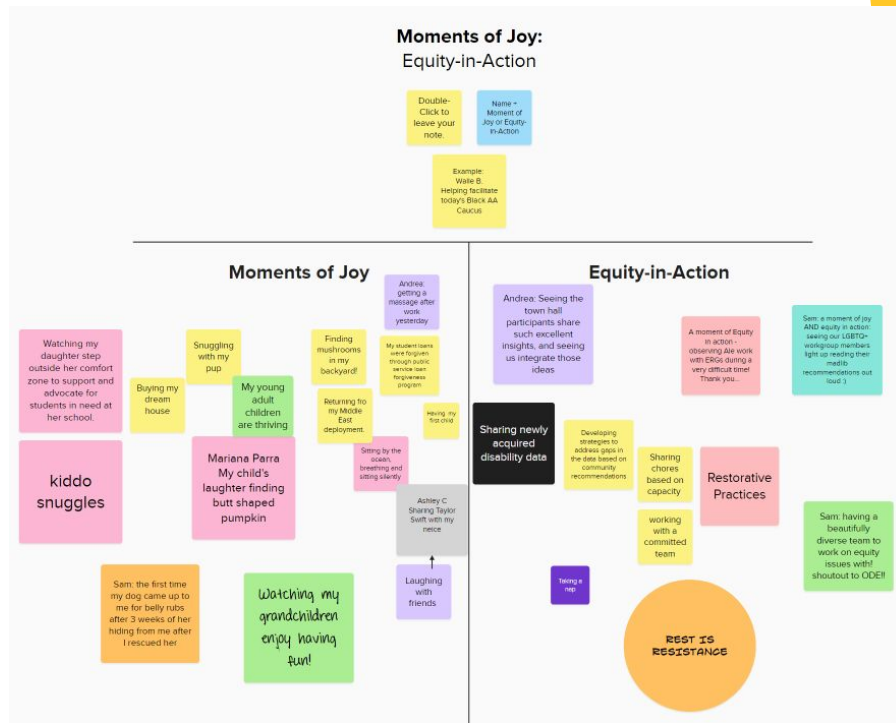 Moments of Joy:
Equity-in-Action
Double-
Click to
leave your
note.
Name +
Moment of
Joy or Equity-
in-Action
Example:
Walle B.
Helping facilitate
today's Black AA
Caucus
Moments of Joy
Andrea:
getting a
massage after
work
yesterday
Watching my
daughter step
outside her comfort
zone to support and
advocate for
students in need at
her school.
Snuggling
with my
pup
Finding
mushrooms
in my
backyard!
My student loans
were forgiven
through public
service loan
forgiveness
program
Buying my
dream
house
My young
adult
children
are thriving
Returning fro
my Middle
East
deployment.
Having my
first child
kiddo
snuggles
Mariana Parra
My child's
laughter finding
butt shaped
pumpkin
Sitting by the
ocean,
breathing and
sitting silently
Ashley C
Sharing Taylor
Swift with my
neice
Laughing
with
friends
Sam: the first time
my dog came up to
me for belly rubs
after 3 weeks of her
hiding from me after
I rescued her
Watching my
grandchildren
enjoy having
fun!
Equity-in-Action
Andrea: Seeing the
town hall
participants share
such excellent
insights, and seeing
us integrate those
ideas
A moment of Equity
in action -
observing Ale work
with ERGs during a
very difficult time!
Thank you...
Sam: a moment of joy
AND equity in action:
seeing our LGBTQ+
workgroup members
light up reading their
madlib
recommendations out
loud :)
Sharing newly
acquired
disability data
Developing
strategies to
address gaps in
the data based on
community
recommendations
Sharing
chores
based on
capacity
Restorative
Practices
working with
a committed
team
Sam: having a
beautifully
diverse team to
work on equity
issues with!
shoutout to ODE!!
Taking a
nap
REST IS
RESISTANCE